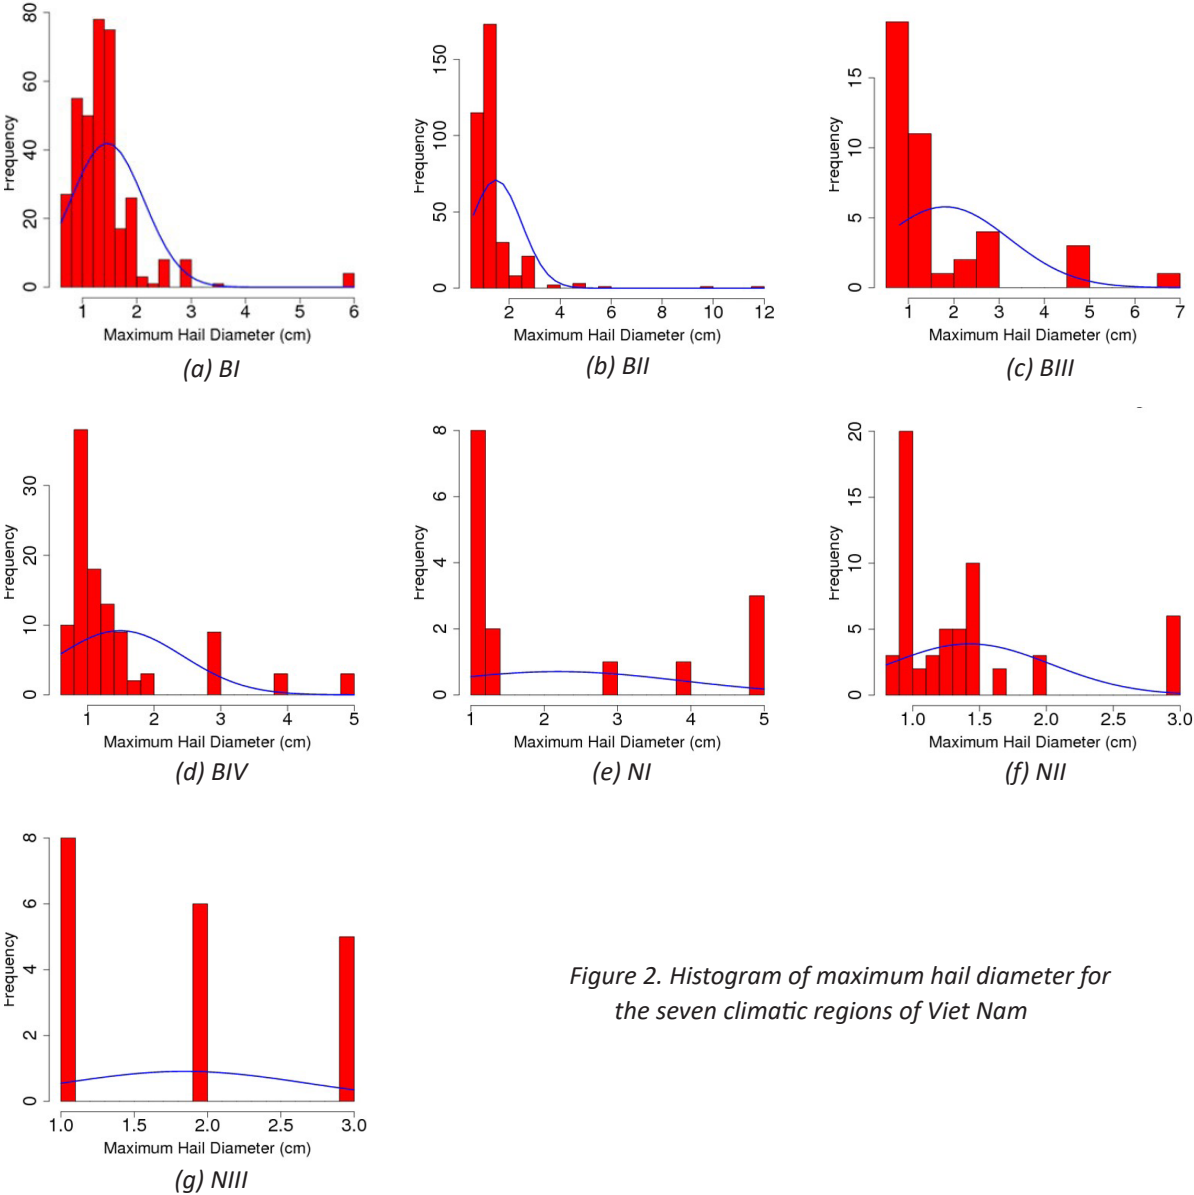 80
60
40
20
0
Frequency
1 2 3 4 5 6
Maximum Hail Diameter (cm)
(a) BI
150
100
50
0
Frequency
2 4 6 8 10 12
Maximum Hail Diameter (cm)
(b) BII
15
10
5
0
Frequency
1 2 3 4 5 6 7
Maximum Hail Diameter (cm)
(c) BIII
30
20
10
0
Frequency
1 2 3 4 5
Maximum Hail Diameter (cm)
(d) BIV
8
6
4
2
0
Frequency
1 2 3 4 5
Maximum Hail Diameter (cm)
(e) NI
20
15
10
5
0
Frequency
1.0 1.5 2.0 2.5 3.0
Maximum Hail Diameter (cm)
(f) NII
8
6
4
2
0
Frequency
1.0 1.5 2.0 2.5 3.0
Maximum Hail Diameter (cm)
(g) NIII
Figure 2. Histogram of maximum hail diameter for
the seven climatic regions of Viet Nam